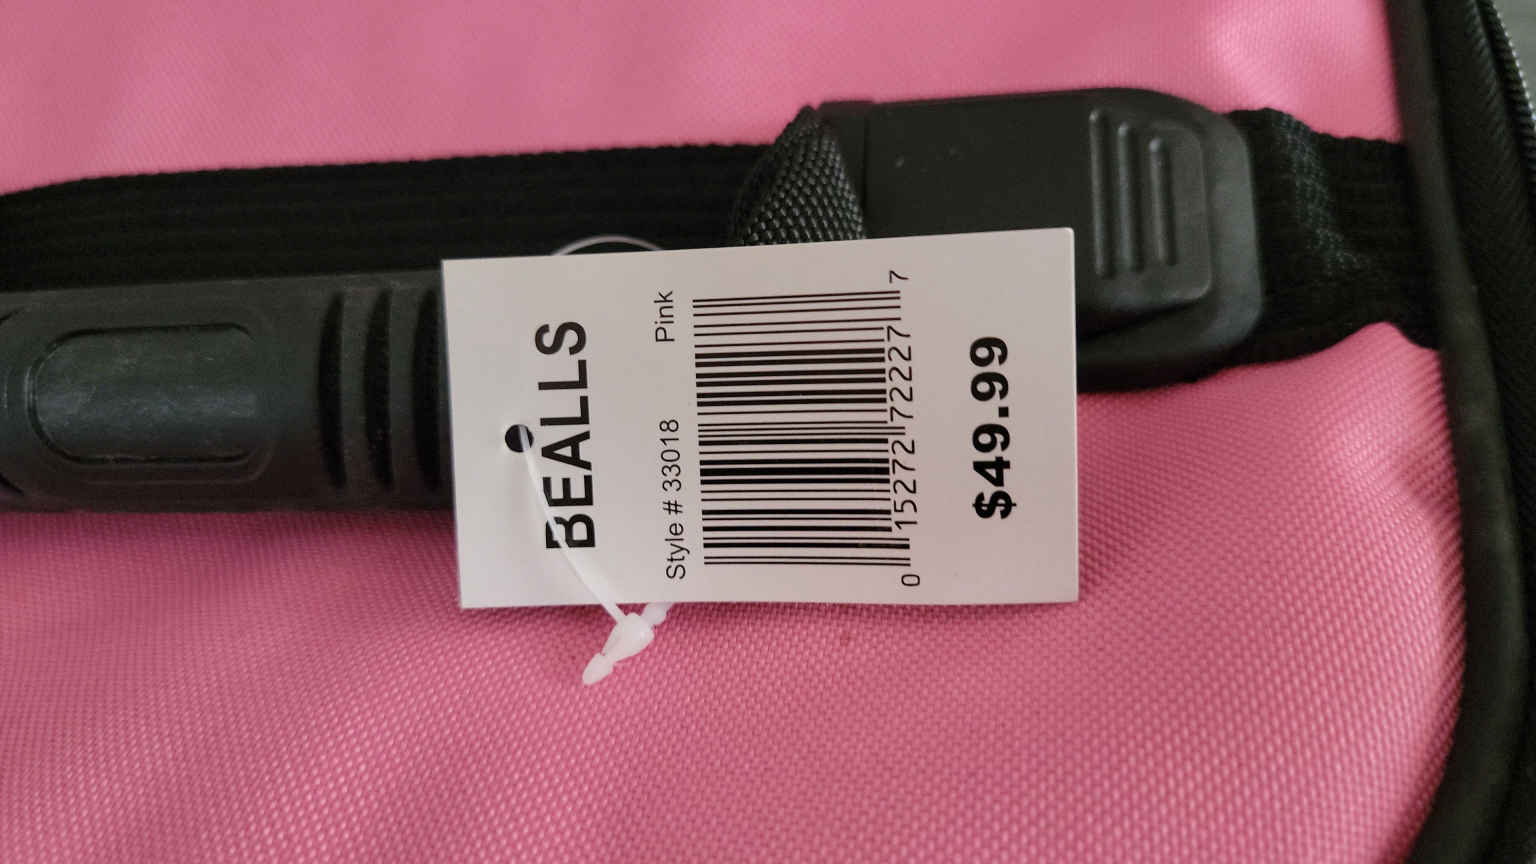 BEALLS
Style # 33018 Pink
0 15272 72227 7
$49.99